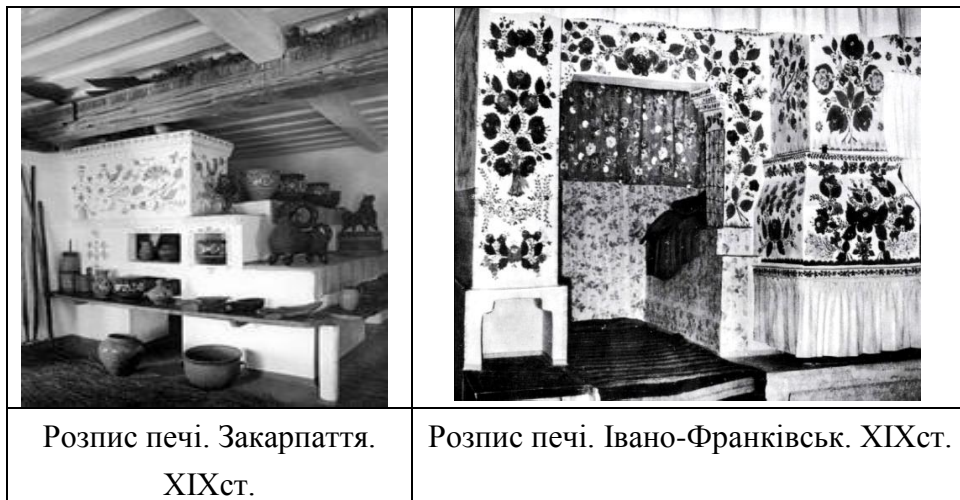 Розпис печі. Закарпаття.
XIXст.
Розпис печі. Івано-Франківськ. XIXст.